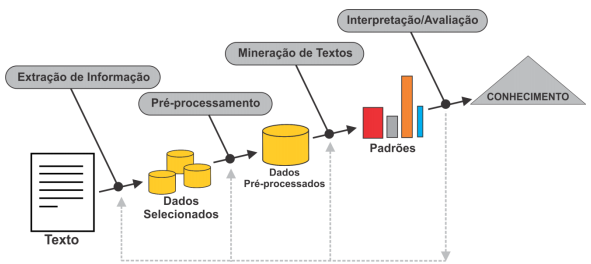 Interpretação/Avaliação
Mineração de Textos
Extração de Informação
Pré-processamento
CONHECIMENTO
Padrões
Dados
Pré-processados
Dados
Selecionados
Texto